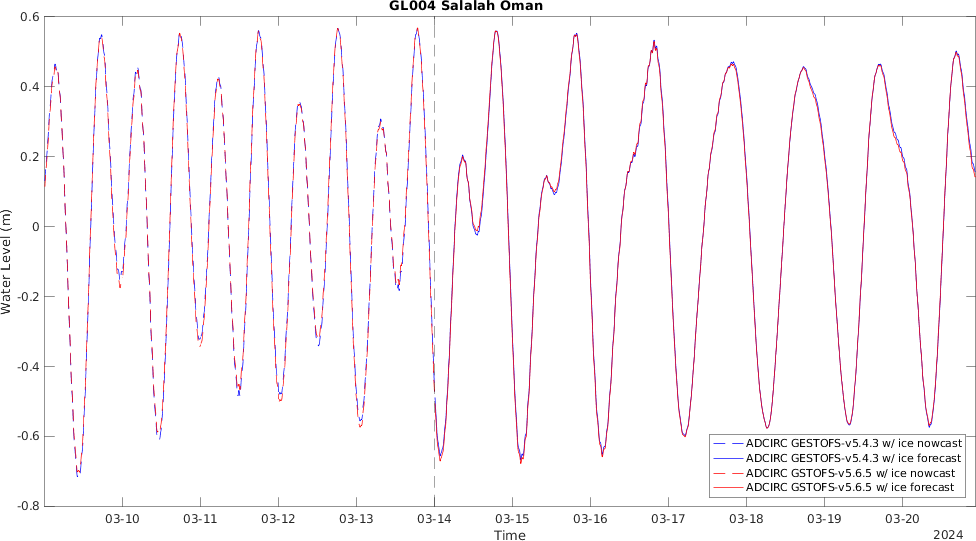 GL004 Salalah Oman
0.6
0.4
0.2
0
-0.2
-0.4
-0.6
-0.8
Water Level (m)
ADCIRC GESTOFS-v5.4.3 w/ ice nowcast
ADCIRC GESTOFS-v5.4.3 w/ ice forecast
ADCIRC GSTOFS-v5.6.5 w/ ice nowcast
ADCIRC GSTOFS-v5.6.5 w/ ice forecast
03-10 03-11 03-12 03-13 03-14 03-15 03-16 03-17 03-18 03-19 03-20
Time
2024